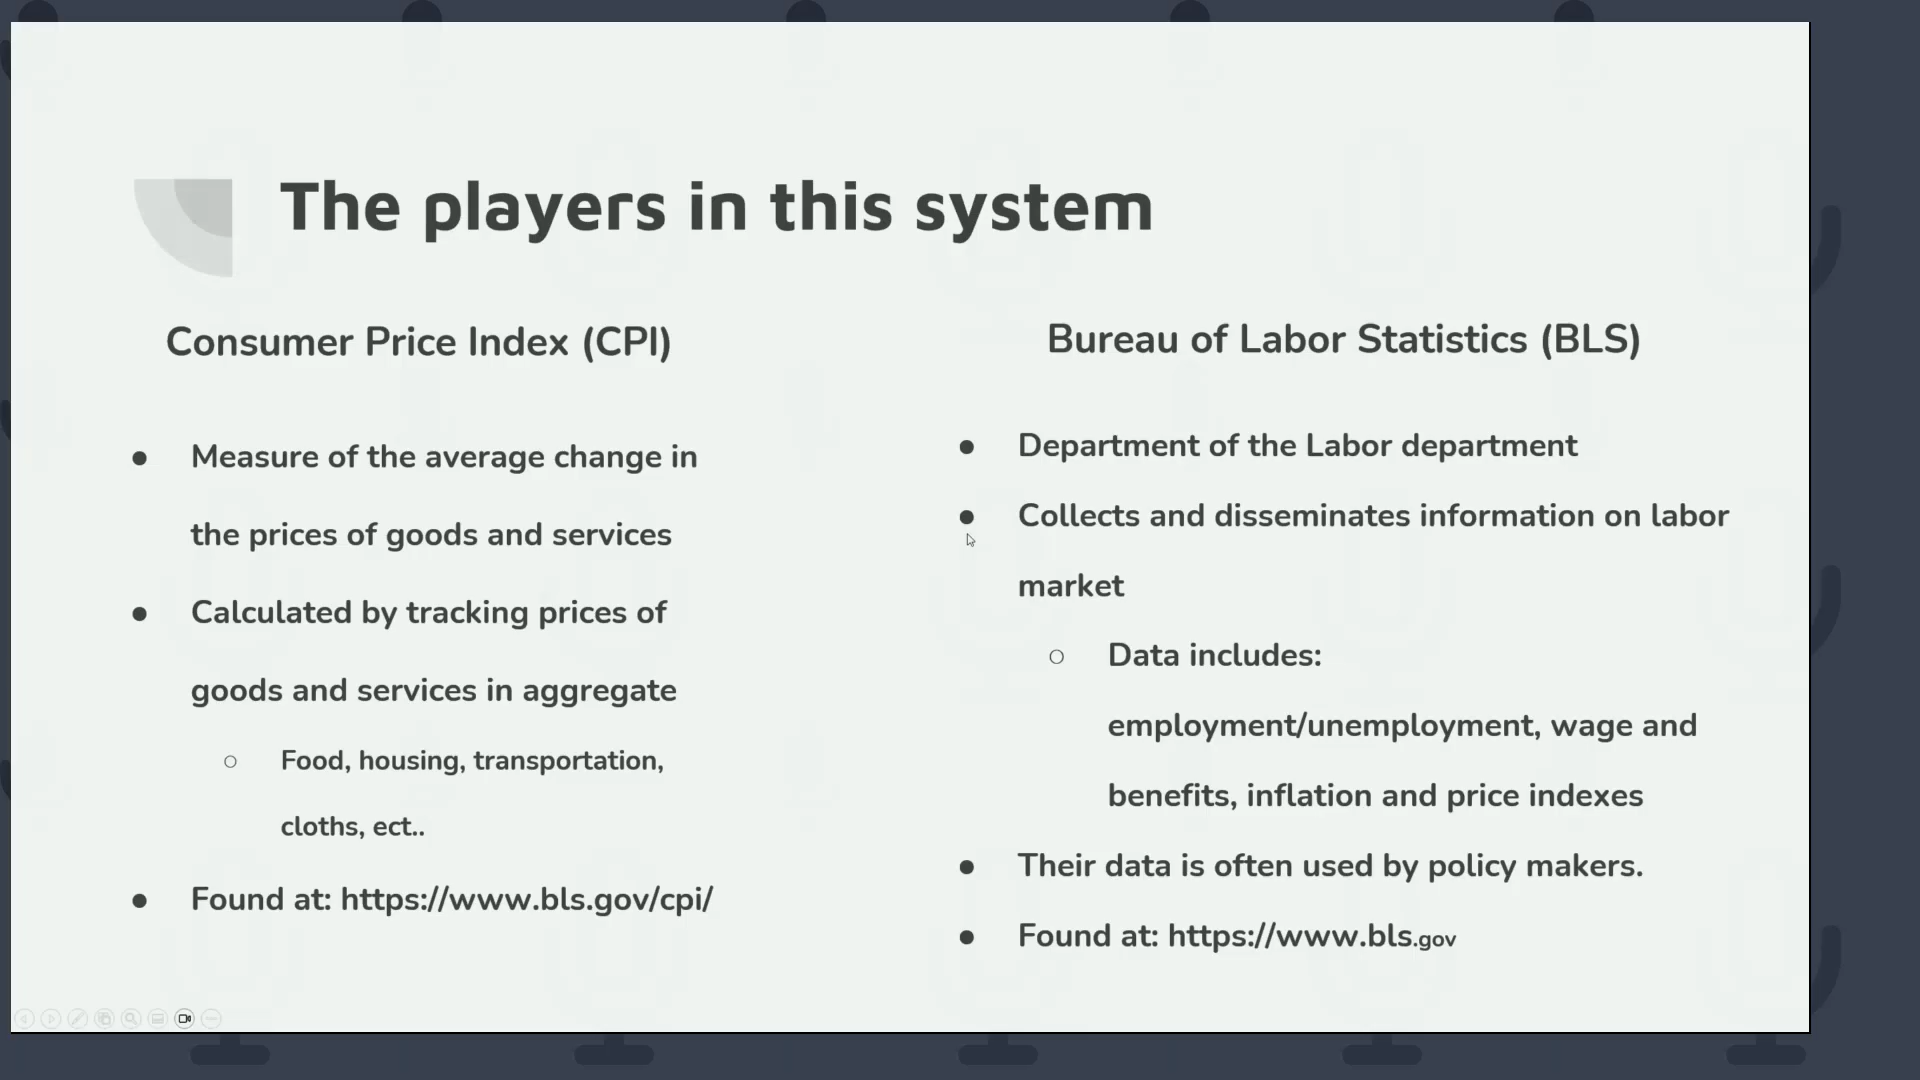 The players in this system
Consumer Price Index (CPI)
● Measure of the average change in
the prices of goods and services
● Calculated by tracking prices of
goods and services in aggregate
○ Food, housing, transportation,
cloths, ect..
● Found at: https://www.bls.gov/cpi/
Bureau of Labor Statistics (BLS)
● Department of the Labor department
● Collects and disseminates information on labor
market
○ Data includes:
employment/unemployment, wage and
benefits, inflation and price indexes
● Their data is often used by policy makers.
● Found at: https://www.bls.gov